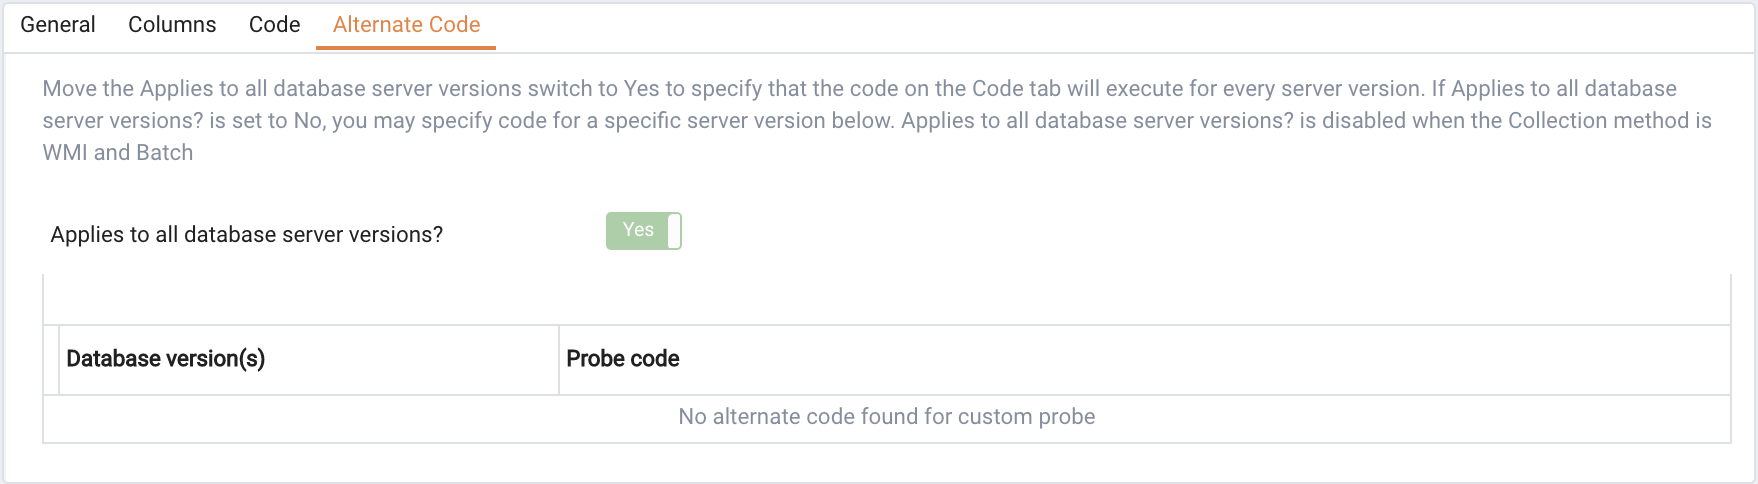 General Columns Code Alternate Code
Move the Applies to all database server versions switch to Yes to specify that the code on the Code tab will execute for every server version. If Applies to all database
server versions? is set to No, you may specify code for a specific server version below. Applies to all database server versions? is disabled when the Collection method is
WMI and Batch
Applies to all database server versions? Yes
Database version(s) Probe code
No alternate code found for custom probe